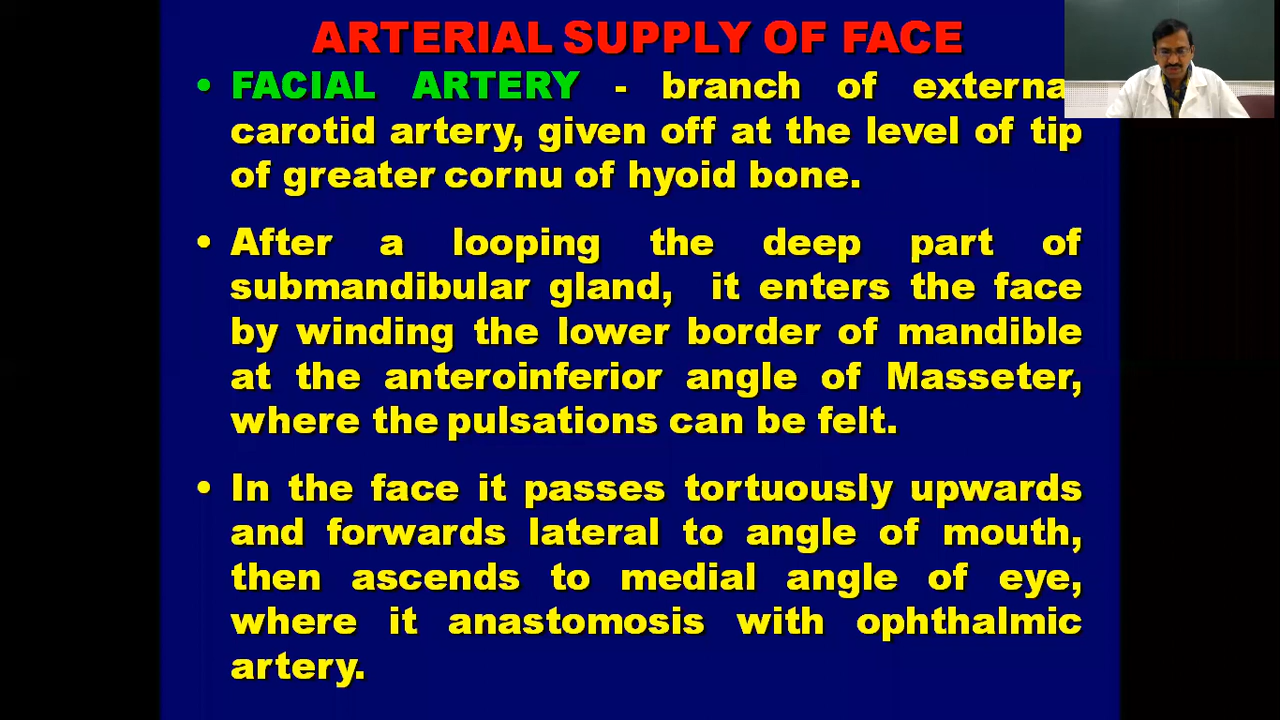 ARTERIAL SUPPLY OF FACE
• FACIAL ARTERY - branch of externa
carotid artery, given off at the level of tip
of greater cornu of hyoid bone.
• After a looping the deep part of
submandibular gland, it enters the face
by winding the lower border of mandible
at the anteroinferior angle of Masseter,
where the pulsations can be felt.
• In the face it passes tortuously upwards
and forwards lateral to angle of mouth,
then ascends to medial angle of eye,
where it anastomosis with ophthalmic
artery.